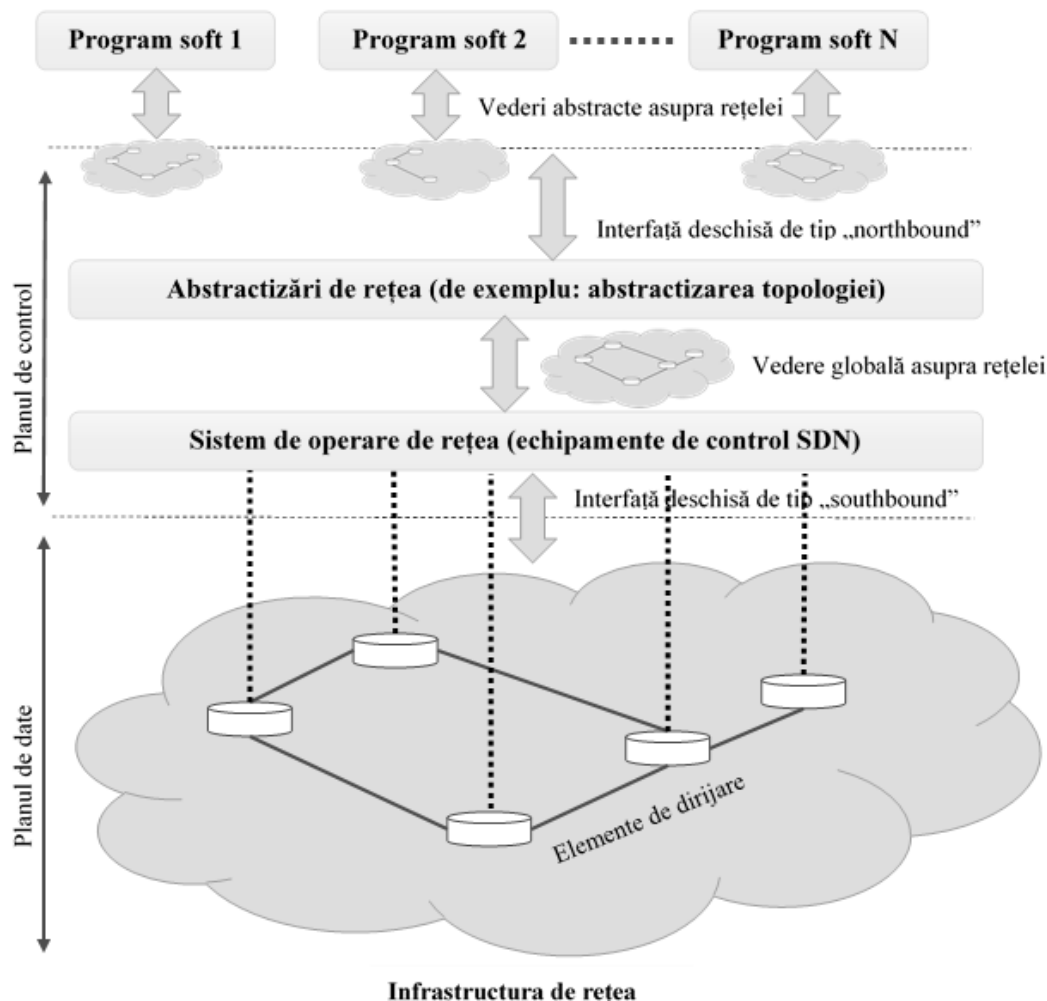 Program soft 1
Program soft 2
Program soft N
Vederi abstracte asupra rețelei
Interfață deschisă de tip „northbound”
Abstractizări de rețea (de exemplu: abstractizarea topologiei)
Planul de control
Vedere globală asupra rețelei
Sistem de operare de rețea (echipamente de control SDN)
Interfață deschisă de tip „southbound”
Planul de date
Elemente de dirijare
Infrastructura de rețea